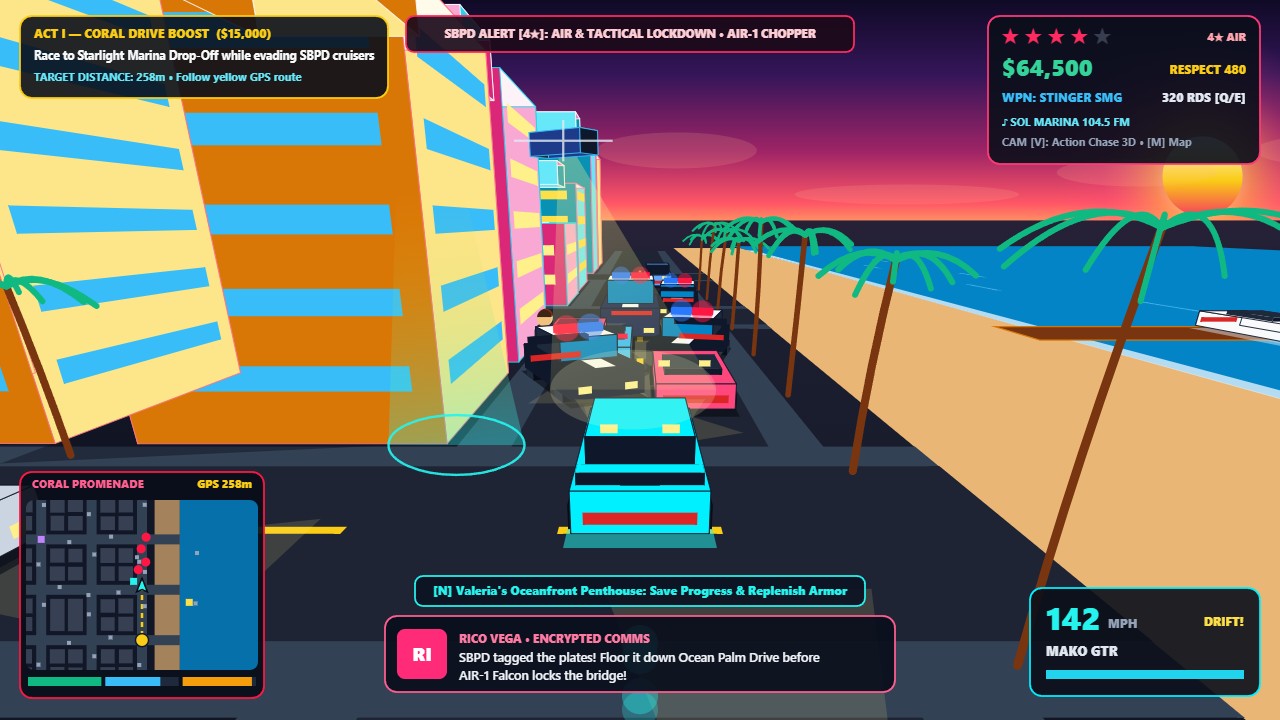 ACT I — CORAL DRIVE BOOST ($15,000)
Race to Starlight Marina Drop-Off while evading SBPD cruisers
TARGET DISTANCE: 258m • Follow yellow GPS route
SBPD ALERT [4★]: AIR & TACTICAL LOCKDOWN • AIR-1 CHOPPER
★★★★★ 4★ AIR
$64,500 RESPECT 480
WPN: STINGER SMG 320 RDS [Q/E]
♪ SOL MARINA 104.5 FM
CAM [V]: Action Chase 3D • [M] Map
CORAL PROMENADE GPS 258m
[N] Valeria's Oceanfront Penthouse: Save Progress & Replenish Armor
RI
RICO VEGA • ENCRYPTED COMMS
SBPD tagged the plates! Floor it down Ocean Palm Drive before
AIR-1 Falcon locks the bridge!
142 MPH DRIFT!
MAKO GTR